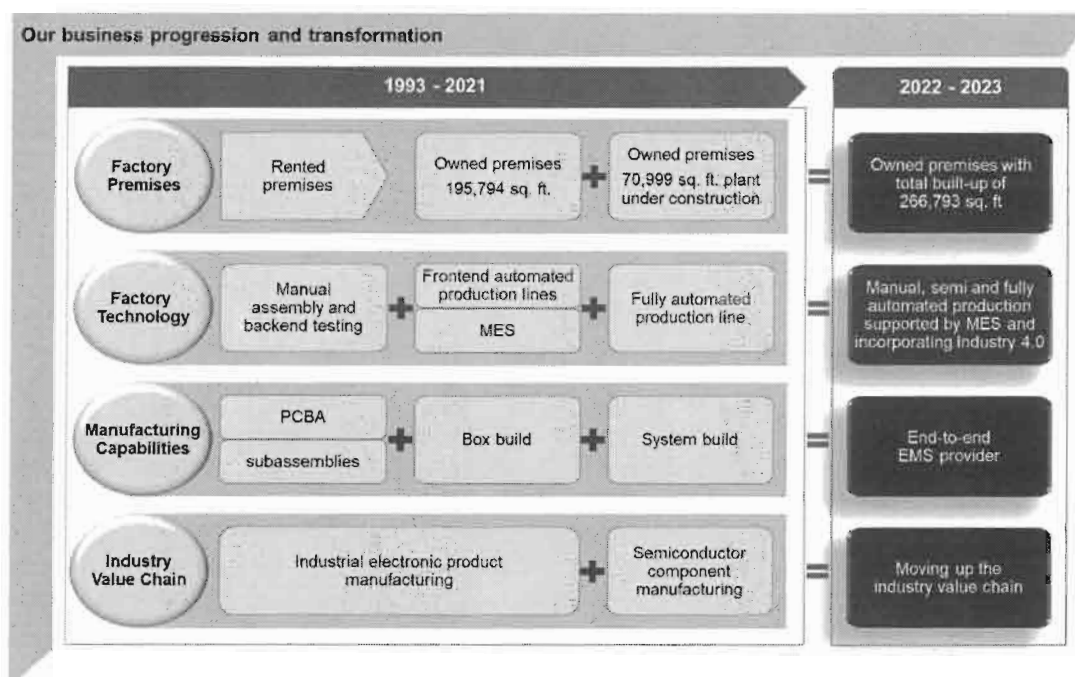 Our business progression and transformation
1993 - 2021
2022 - 2023
Factory
Premises
Rented
premises
Owned premises
195,794 sq. ft.
+
Owned premises
70,999 sq. ft. plant
under construction
=
Owned premises with
total built-up of
266,793 sq. ft
Factory
Technology
Manual
assembly and
backend testing
+
Frontend automated
production lines
MES
+
Fully automated
production line
=
Manual, semi and fully
automated production
supported by MES and
incorporating Industry 4.0
Manufacturing
Capabilities
PCBA
subassemblies
+
Box build
+
System build
=
End-to-end
EMS provider
Industry
Value Chain
Industrial electronic product
manufacturing
+
Semiconductor
component
manufacturing
=
Moving up the
industry value chain